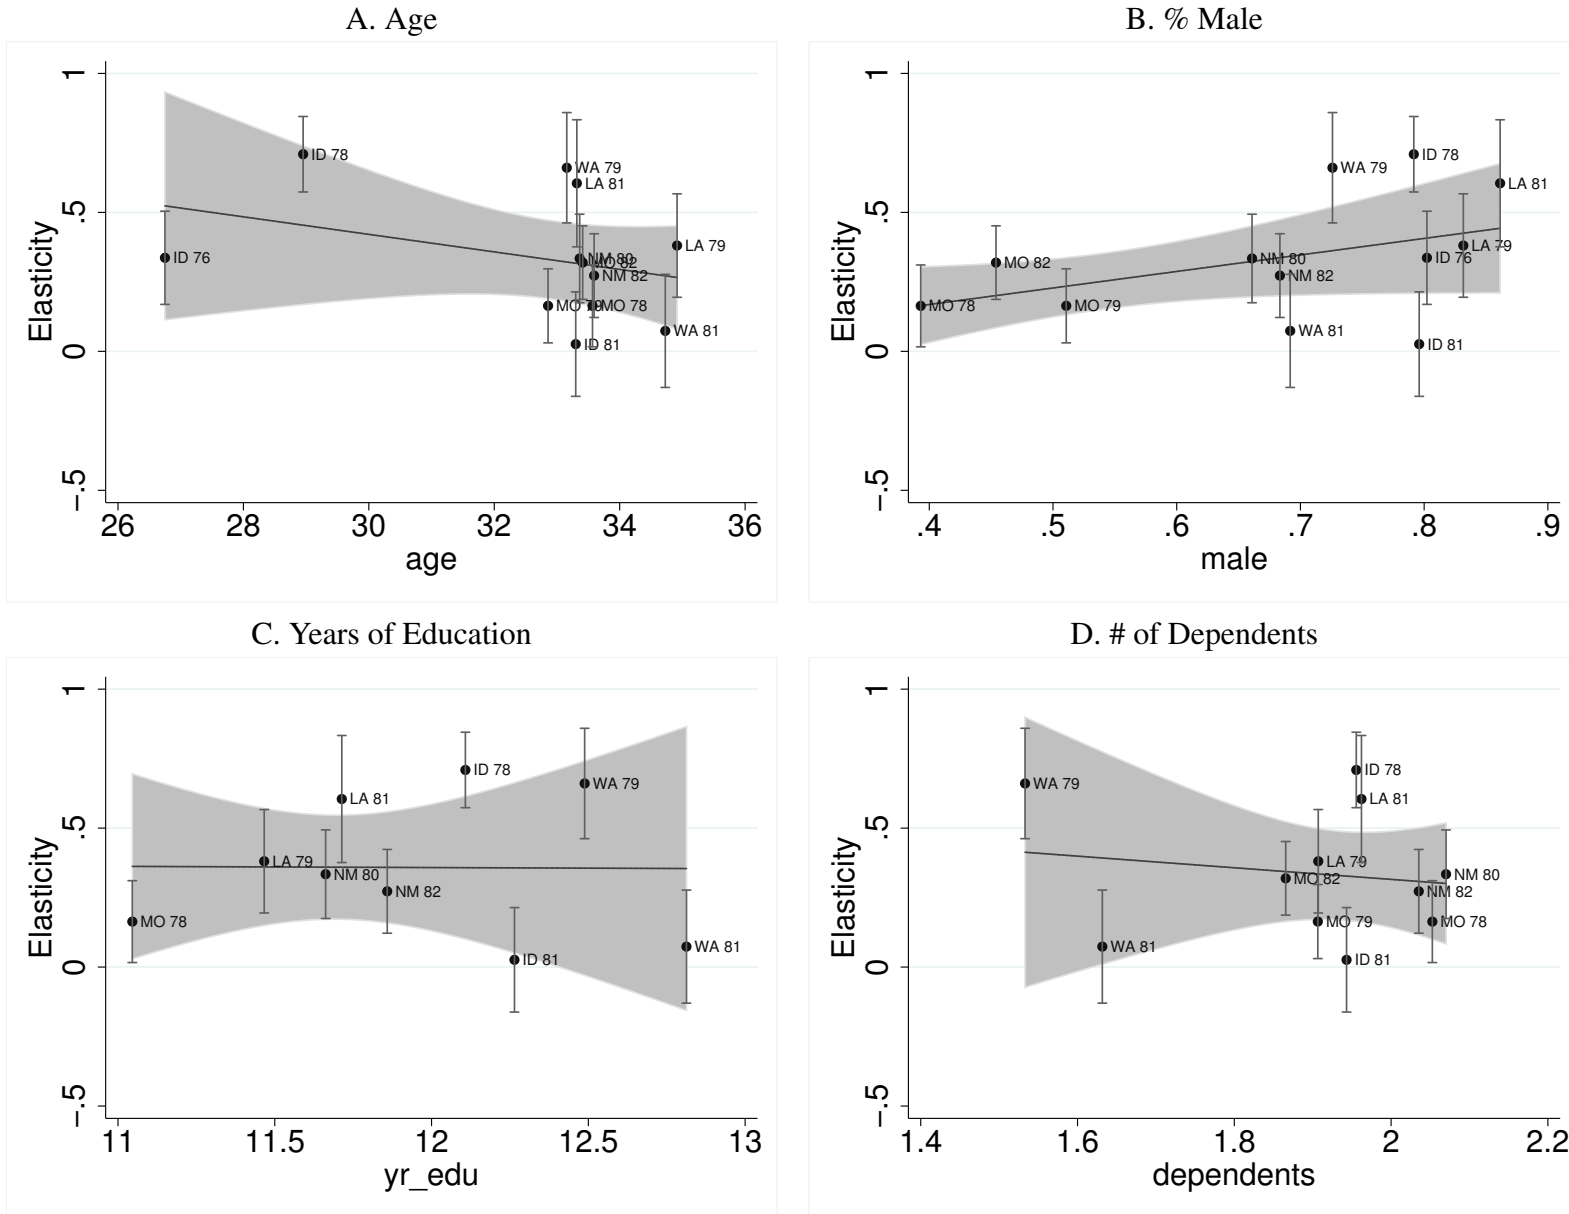 A. Age
1
.5
0
-.5
Elasticity
ID 76
ID 78
WA 79
LA 81
NM 80
MO 82
LA 79
NM 82
MO 79
MO 78
WA 81
ID 81
26 28 30 32 34 36
age
B. % Male
1
.5
0
-.5
Elasticity
WA 79
ID 78
LA 81
MO 82
NM 80
LA 79
ID 76
NM 82
MO 78
MO 79
WA 81
ID 81
.4 .5 .6 .7 .8 .9
male
C. Years of Education
1
.5
0
-.5
Elasticity
ID 78
WA 79
LA 81
LA 79
NM 80
NM 82
MO 78
ID 81
WA 81
11 11.5 12 12.5 13
yr_edu
D. # of Dependents
1
.5
0
-.5
Elasticity
WA 79
ID 78
LA 81
LA 79
MO 82
NM 80
NM 82
MO 79
MO 78
WA 81
ID 81
1.4 1.6 1.8 2 2.2
dependents